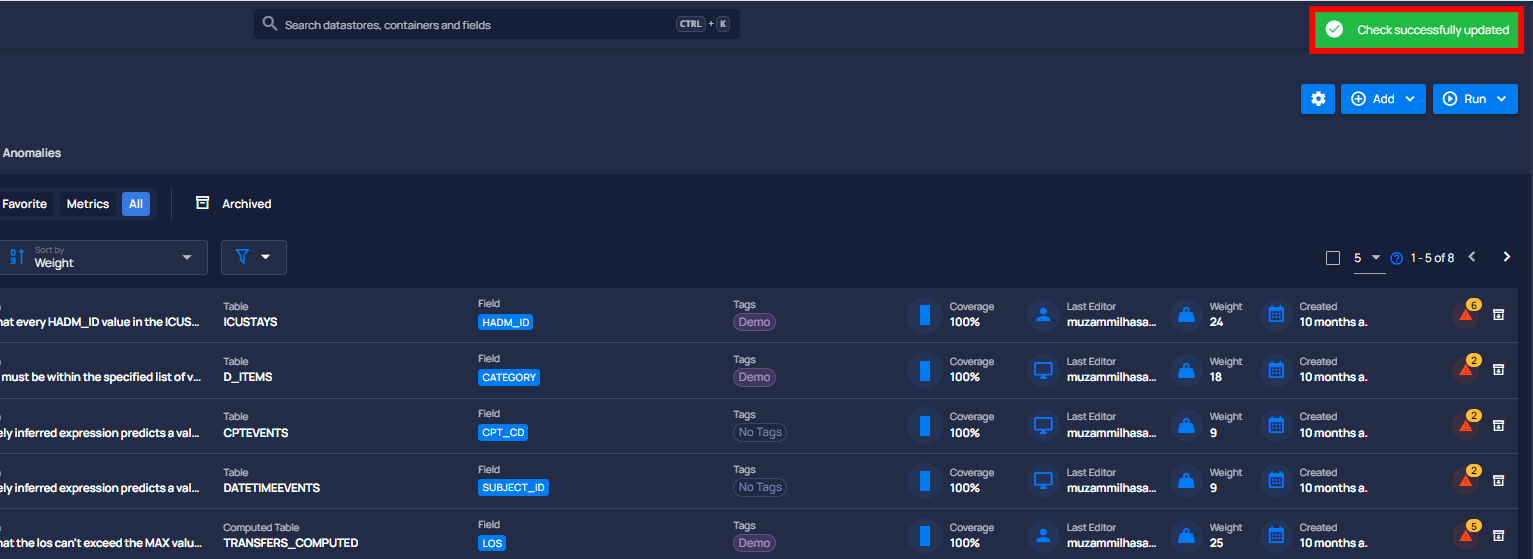 Search datastores, containers and fields CTRL + K
Check successfully updated
Add Run
Anomalies
Favorite Metrics All Archived
Sort by
Weight
5 1 - 5 of 8
Table Field Tags Coverage Last Editor Weight Created 6
hat every HADM_ID value in the ICUS... ICUSTAYS HADM_ID Demo 100% muzammilhasa... 24 10 months a.
Table Field Tags Coverage Last Editor Weight Created 2
must be within the specified list of v... D_ITEMS CATEGORY Demo 100% muzammilhasa... 18 10 months a.
Table Field Tags Coverage Last Editor Weight Created 2
ely inferred expression predicts a val... CPTEVENTS CPT_CD No Tags 100% muzammilhasa... 9 10 months a.
Table Field Tags Coverage Last Editor Weight Created 2
ely inferred expression predicts a val... DATETIMEEVENTS SUBJECT_ID No Tags 100% muzammilhasa... 9 10 months a.
Computed Table Field Tags Coverage Last Editor Weight Created 5
hat the los can't exceed the MAX valu... TRANSFERS_COMPUTED LOS Demo 100% muzammilhasa... 25 10 months a.